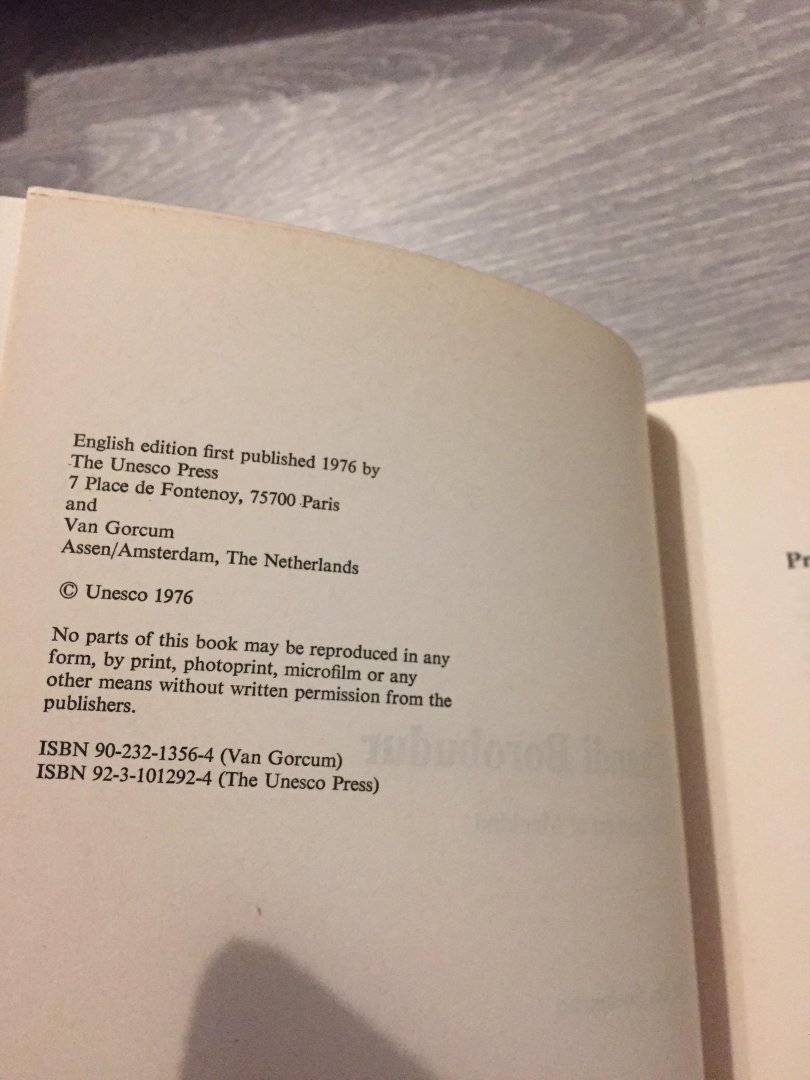 English edition first published 1976 by
The Unesco Press
7 Place de Fontenoy, 75700 Paris
and
Van Gorcum
Assen/Amsterdam, The Netherlands
© Unesco 1976
No parts of this book may be reproduced in any
form, by print, photoprint, microfilm or any
other means without written permission from the
publishers.
ISBN 90-232-1356-4 (Van Gorcum)
ISBN 92-3-101292-4 (The Unesco Press)
Pr